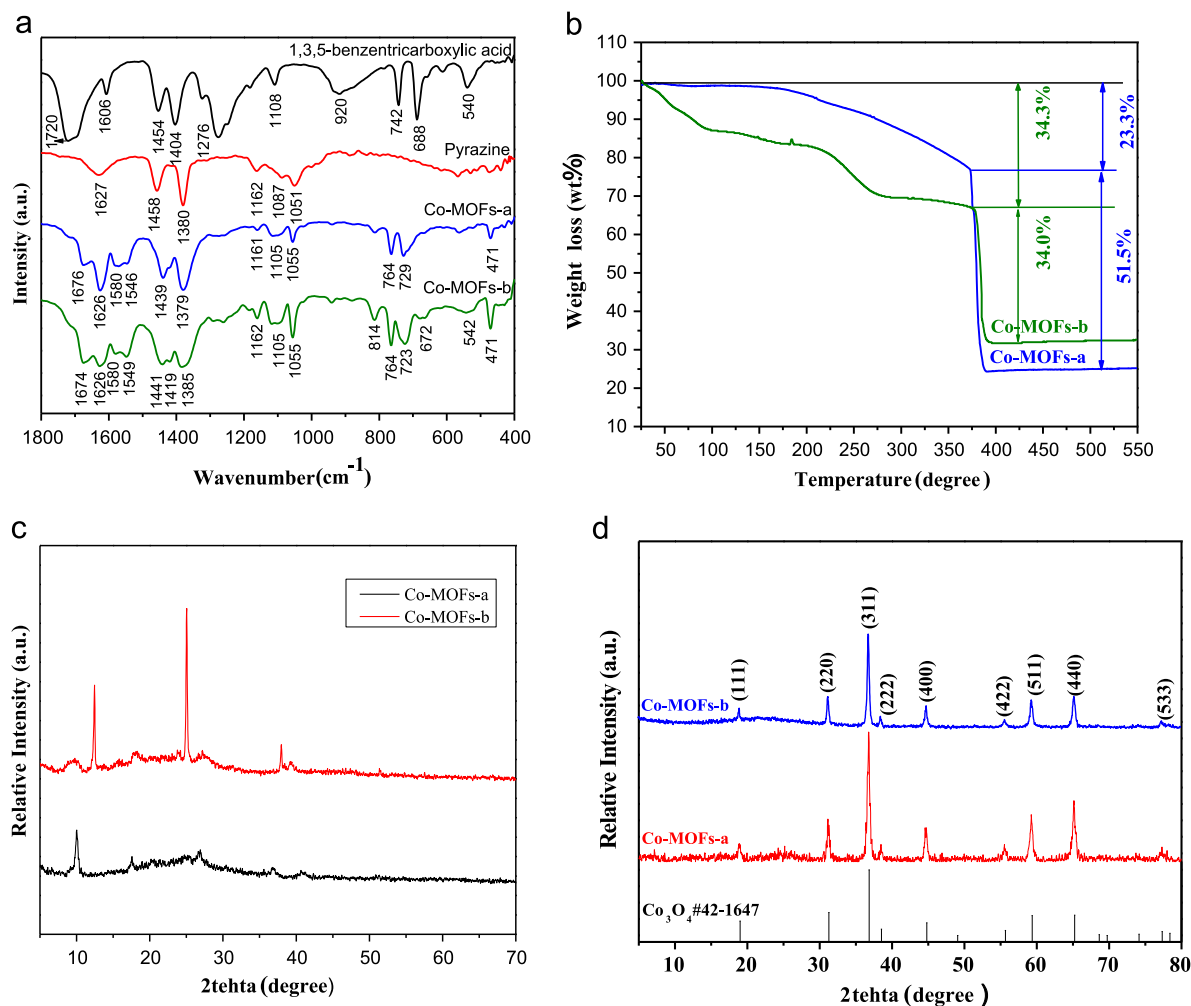 a
1,3,5-benzentricarboxylic acid
1720
1606
1454
1404
1276
1108
920
742
688
540
Pyrazine
1627
1458
1380
1162
1087
1051
Co-MOFs-a
1676
1626
1580
1546
1439
1379
1161
1105
1055
764
729
471
Co-MOFs-b
1674
1626
1580
1549
1441
1419
1385
1162
1105
1055
814
764
723
672
542
471
Intensity (a.u.)
1800 1600 1400 1200 1000 800 600 400
Wavenumber(cm-1)
b
110
100
90
80
70
60
50
40
30
20
10
Weight loss (wt%)
34.3%
23.3%
34.0%
51.5%
Co-MOFs-b
Co-MOFs-a
50 100 150 200 250 300 350 400 450 500 550
Temperature (degree)
c
Co-MOFs-a
Co-MOFs-b
Relative Intensity (a.u.)
10 20 30 40 50 60 70
2tehta (degree)
d
(111)
(220)
(311)
(222)
(400)
(422)
(511)
(440)
(533)
Co-MOFs-b
Co-MOFs-a
Co3O4#42-1647
Relative Intensity (a.u.)
10 20 30 40 50 60 70 80
2tehta (degree )